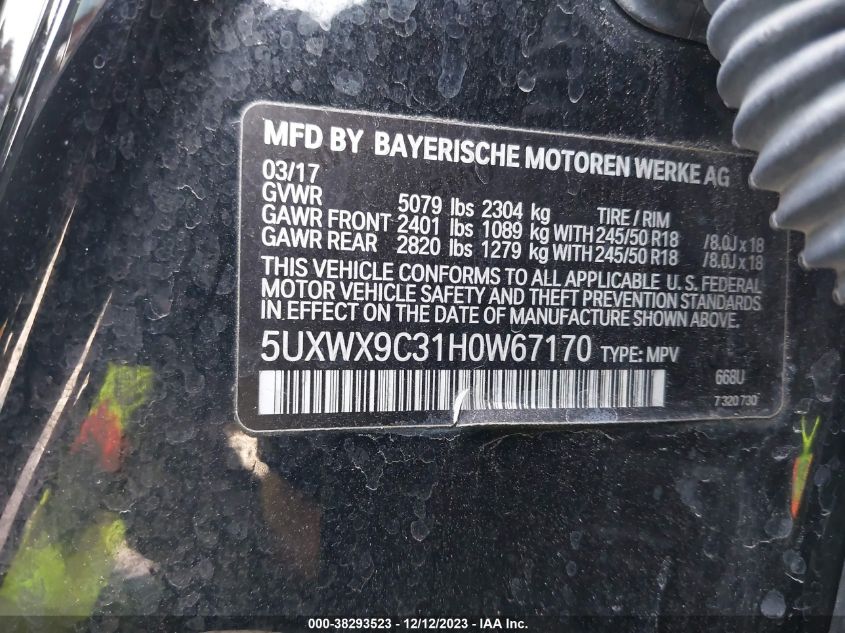 MFD BY BAYERISCHE MOTOREN WERKE AG
03/17
GVWR 5079 lbs 2304 kg TIRE / RIM
GAWR FRONT 2401 lbs 1089 kg WITH 245/50 R18 /8.0J x 18
GAWR REAR 2820 lbs 1279 kg WITH 245/50 R18 /8.0J x 18
THIS VEHICLE CONFORMS TO ALL APPLICABLE U.S. FEDERAL
MOTOR VEHICLE SAFETY AND THEFT PREVENTION STANDARDS
IN EFFECT ON THE DATE OF MANUFACTURE SHOWN ABOVE.
5UXWX9C31H0W67170 TYPE: MPV
668U
7 320 730
000-38293523 - 12/12/2023 - IAA Inc.